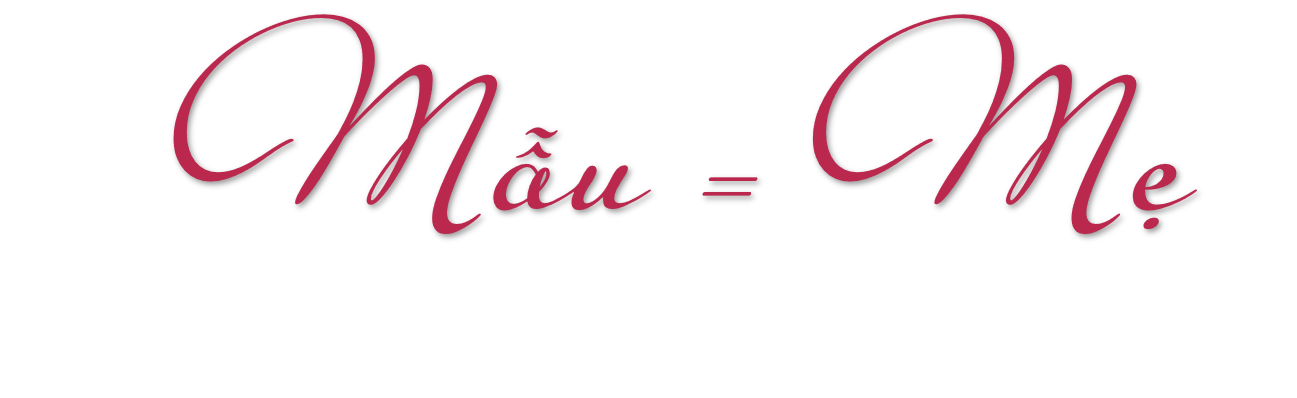 Mẫu = Mẹ